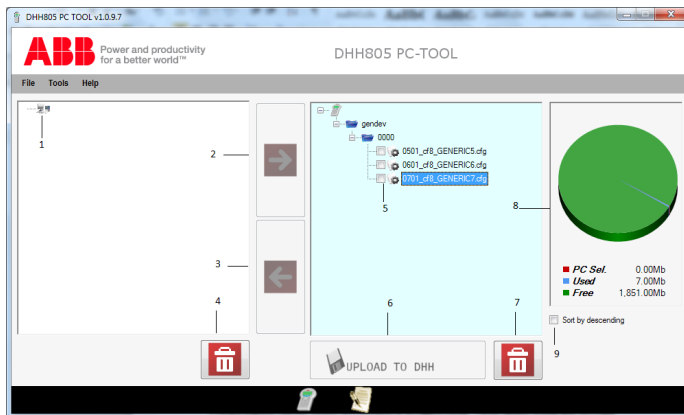 DHH805 PC TOOL v1.0.9.7
ABB
Power and productivity
for a better world™
DHH805 PC-TOOL
File Tools Help
1
2
3
4
gendev
0000
0501_cf8_GENERIC5.cfg
0601_cf8_GENERIC6.cfg
0701_cf8_GENERIC7.cfg
5
6
7
UPLOAD TO DHH
8
PC Sel. 0.00Mb
Used 7.00Mb
Free 1,851.00Mb
Sort by descending
9